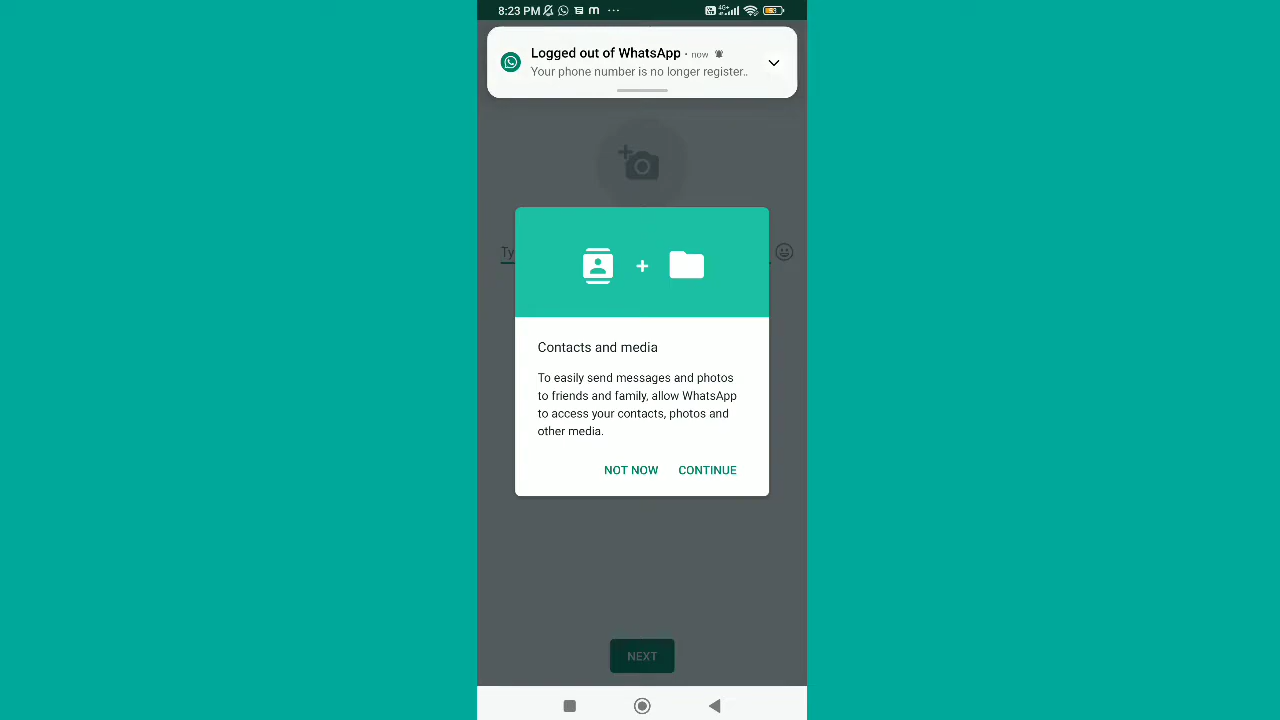 8:23 PM
Logged out of WhatsApp • now
Your phone number is no longer register..
Ty
Contacts and media
To easily send messages and photos
to friends and family, allow WhatsApp
to access your contacts, photos and
other media.
NOT NOW CONTINUE
NEXT